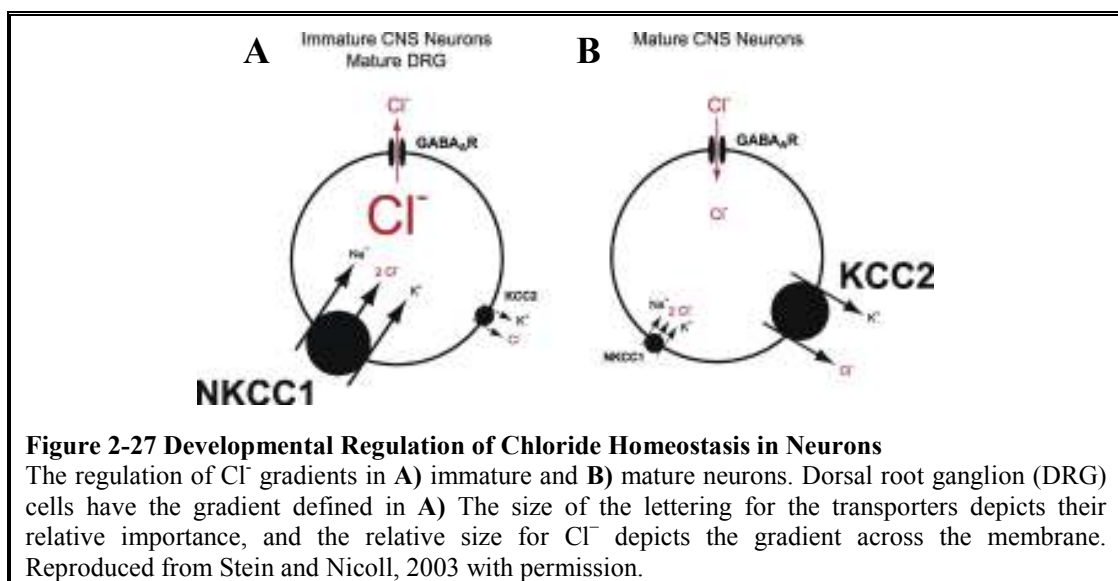 A
Immature CNS Neurons
Mature DRG
Cl⁻
GABA_AR
Cl⁻
Na⁺
2 Cl⁻
K⁺
NKCC1
KCC2
K⁺
Cl⁻
B
Mature CNS Neurons
Cl⁻
GABA_AR
Cl⁻
Na⁺
2 Cl⁻
K⁺
NKCC1
KCC2
K⁺
Cl⁻
Figure 2-27 Developmental Regulation of Chloride Homeostasis in Neurons
The regulation of Cl⁻ gradients in A) immature and B) mature neurons. Dorsal root ganglion (DRG)
cells have the gradient defined in A) The size of the lettering for the transporters depicts their
relative importance, and the relative size for Cl⁻ depicts the gradient across the membrane.
Reproduced from Stein and Nicoll, 2003 with permission.